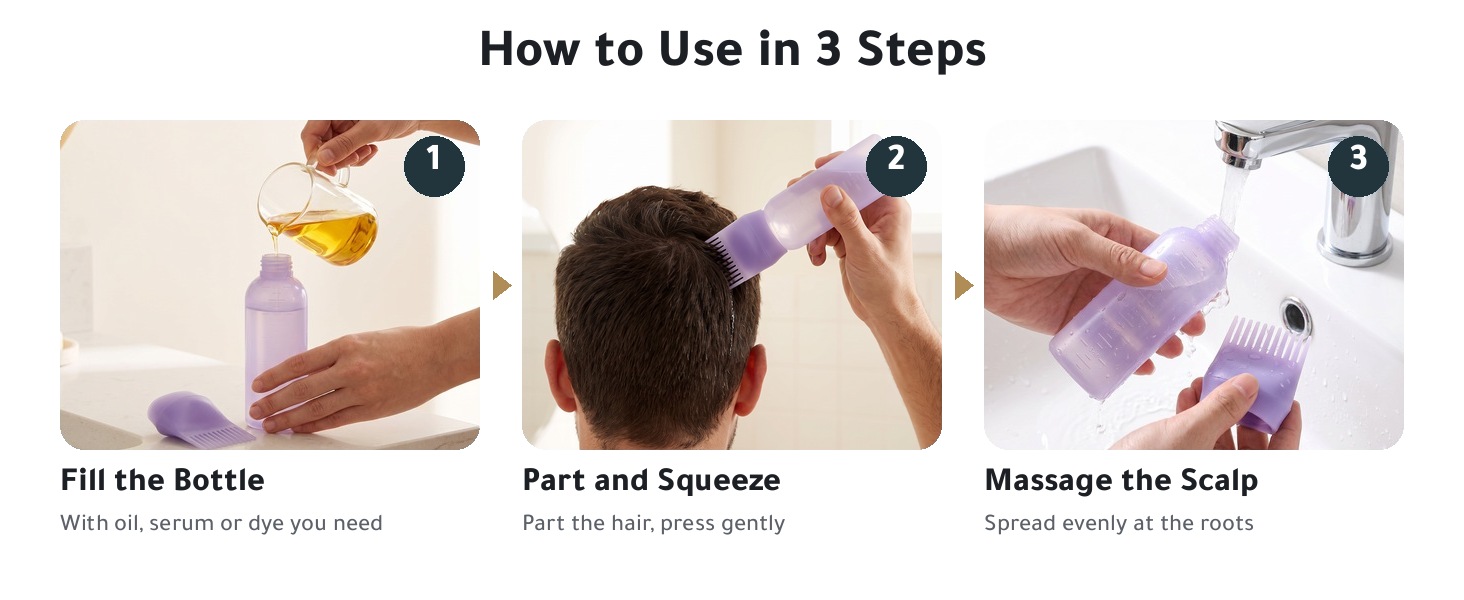 How to Use in 3 Steps
1
2
3
Fill the Bottle
With oil, serum or dye you need
Part and Squeeze
Part the hair, press gently
Massage the Scalp
Spread evenly at the roots